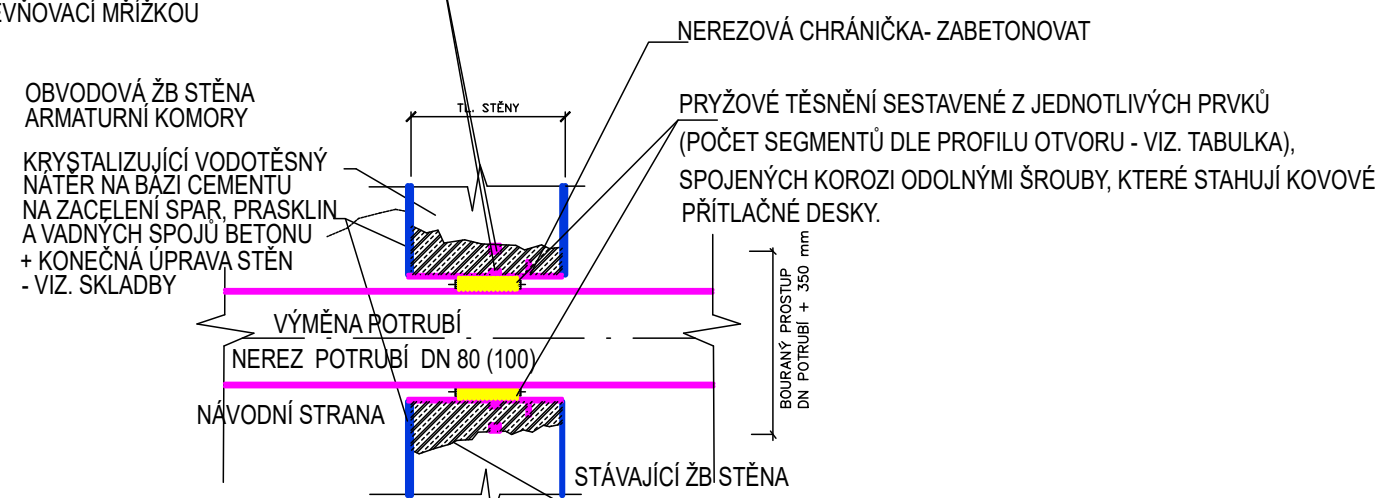 EVŇOVACÍ MŘÍŽKOU
NEREZOVÁ CHRÁNIČKA- ZABETONOVAT
OBVODOVÁ ŽB STĚNA
ARMATURNÍ KOMORY
TL. STĚNY
PRYŽOVÉ TĚSNĚNÍ SESTAVENÉ Z JEDNOTLIVÝCH PRVKŮ
(POČET SEGMENTŮ DLE PROFILU OTVORU - VIZ. TABULKA),
SPOJENÝCH KOROZI ODOLNÝMI ŠROUBY, KTERÉ STAHUJÍ KOVOVÉ
PŘÍTLAČNÉ DESKY.
KRYSTALIZUJÍCÍ VODOTĚSNÝ
NÁTĚR NA BÁZI CEMENTU
NA ZACELENÍ SPAR, PRASKLIN
A VADNÝCH SPOJŮ BETONU
+ KONEČNÁ ÚPRAVA STĚN
- VIZ. SKLADBY
BOURANÝ PROSTUP
DN POTRUBÍ + 350 mm
VÝMĚNA POTRUBÍ
NEREZ POTRUBÍ DN 80 (100)
NÁVODNÍ STRANA
STÁVAJÍCÍ ŽB STĚNA